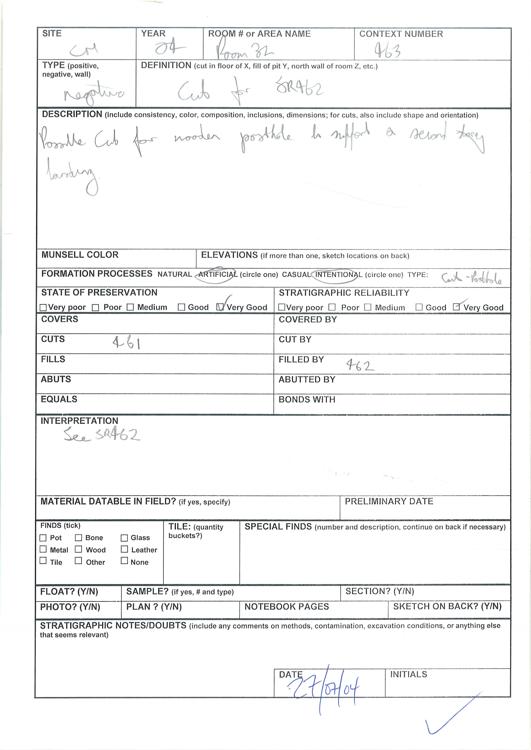 SITE YEAR ROOM # or AREA NAME CONTEXT NUMBER
04 Room 32 463
TYPE (positive, negative, wall) DEFINITION (cut in floor of X, fill of pit Y, north wall of room Z, etc.)
negative Cut for SR462
DESCRIPTION (Include consistency, color, composition, inclusions, dimensions; for cuts, also include shape and orientation)
Possible Cut for wooden posthole to support a second story
landing.
MUNSELL COLOR ELEVATIONS (if more than one, sketch locations on back)
FORMATION PROCESSES NATURAL ARTIFICIAL (circle one) CASUAL INTENTIONAL (circle one) TYPE: Cut - Posthole
STATE OF PRESERVATION STRATIGRAPHIC RELIABILITY
☐Very poor ☐ Poor ☐ Medium ☐ Good ☑Very Good ☐Very poor ☐ Poor ☐ Medium ☐ Good ☑Very Good
COVERS COVERED BY
CUTS 461 CUT BY
FILLS FILLED BY 462
ABUTS ABUTTED BY
EQUALS BONDS WITH
INTERPRETATION
See SR462
MATERIAL DATABLE IN FIELD? (if yes, specify) PRELIMINARY DATE
FINDS (tick) TILE: (quantity buckets?) SPECIAL FINDS (number and description, continue on back if necessary)
☐ Pot ☐ Bone ☐ Glass
☐ Metal ☐ Wood ☐ Leather
☐ Tile ☐ Other ☐ None
FLOAT? (Y/N) SAMPLE? (if yes, # and type) SECTION? (Y/N)
PHOTO? (Y/N) PLAN ? (Y/N) NOTEBOOK PAGES SKETCH ON BACK? (Y/N)
STRATIGRAPHIC NOTES/DOUBTS (include any comments on methods, contamination, excavation conditions, or anything else
that seems relevant)
DATE INITIALS
27/07/04